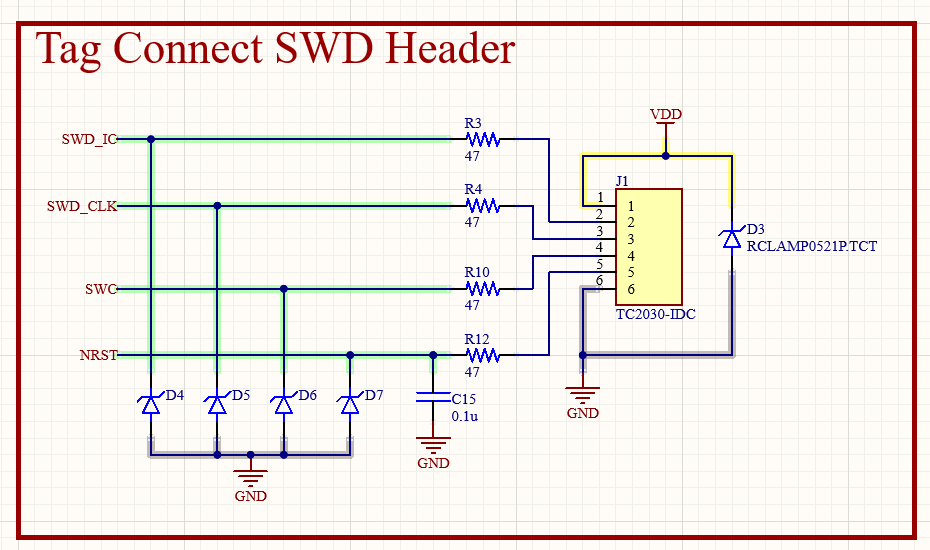 Tag Connect SWD Header
VDD
SWD_IO
R3
47
J1
SWD_CLK
R4
47
1
2
3
4
5
6
1
2
3
4
5
6
D3
RCLAMP0521P.TCT
SWO
R10
47
TC2030-IDC
NRST
R12
47
D4
D5
D6
D7
C15
0.1u
GND
GND
GND